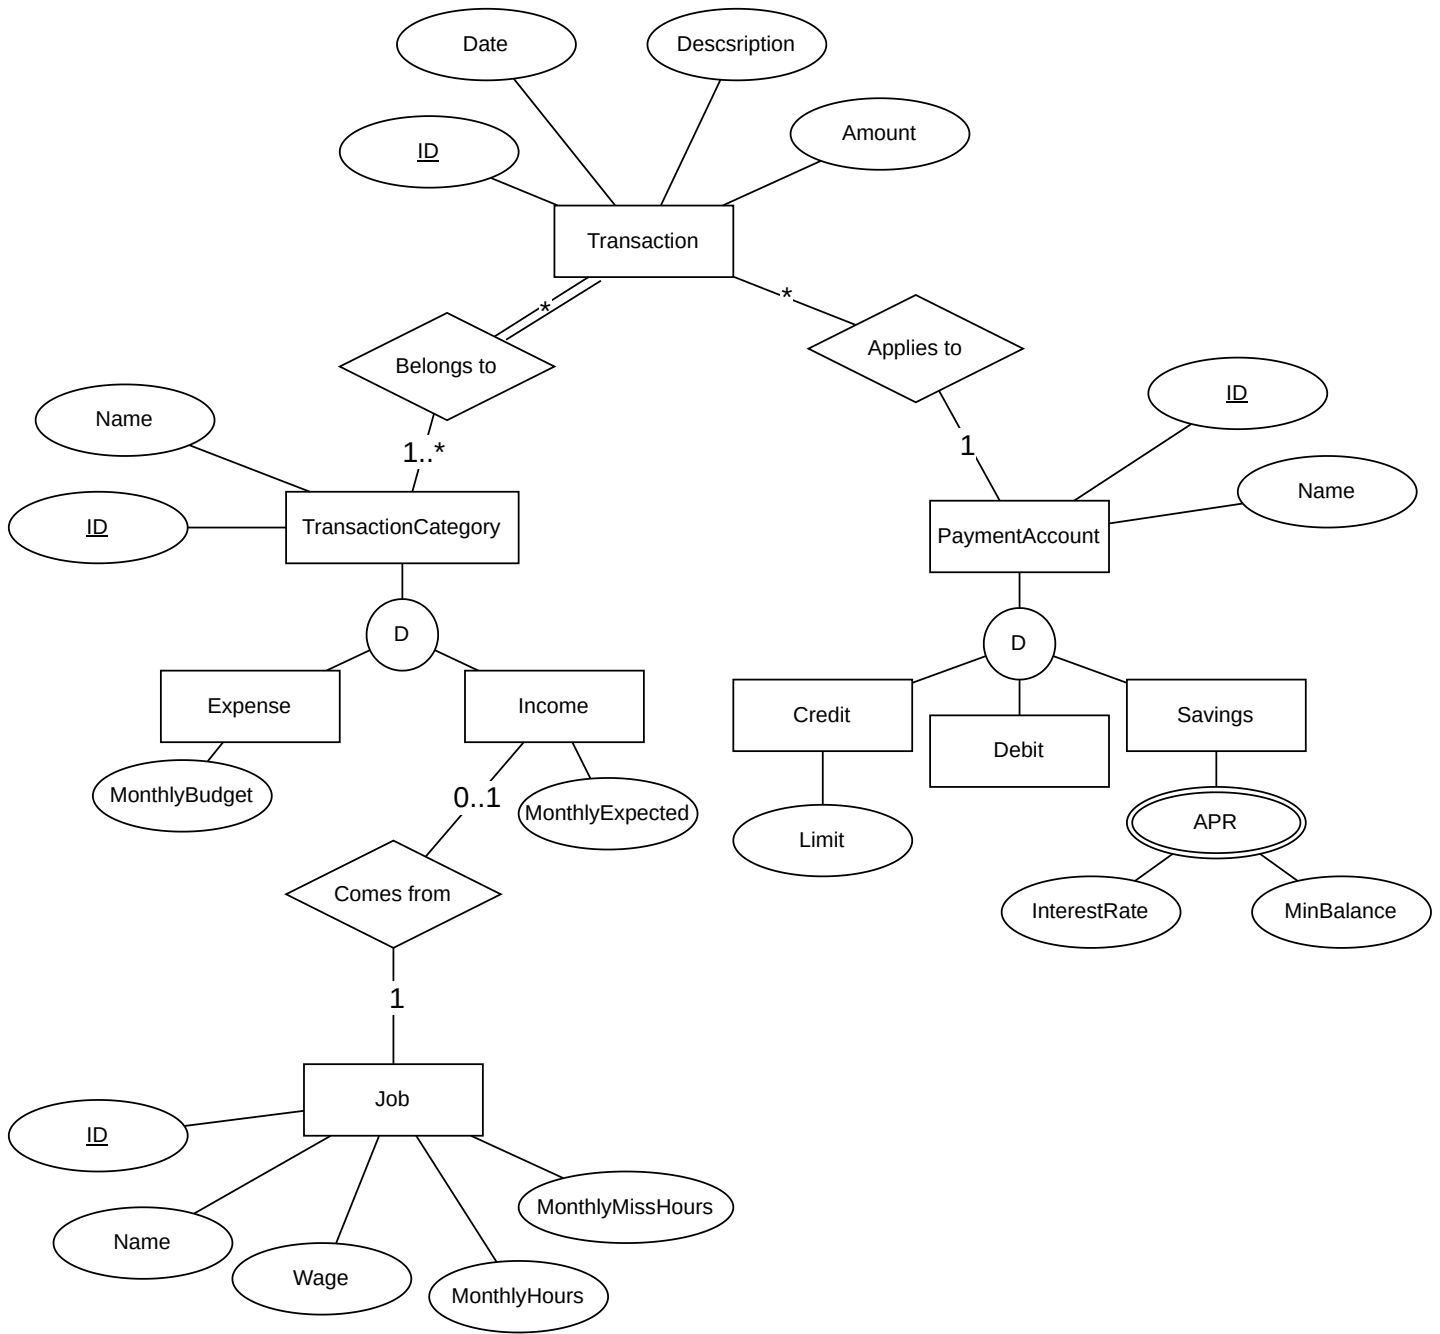 Date
Descsription
Amount
ID
Transaction
*
*
Belongs to
Applies to
ID
Name
1..*
1
Name
ID
TransactionCategory
PaymentAccount
D
D
Expense
Income
Credit
Debit
Savings
MonthlyBudget
0..1
MonthlyExpected
Limit
APR
Comes from
InterestRate
MinBalance
1
Job
ID
MonthlyMissHours
Name
Wage
MonthlyHours